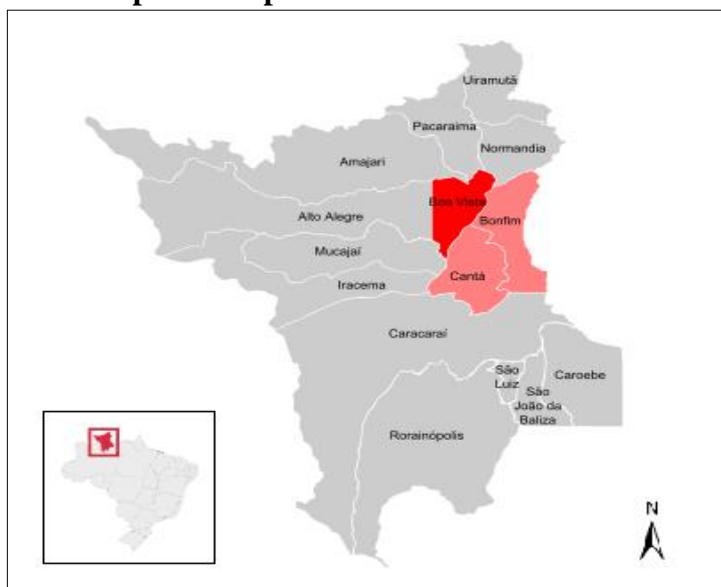 Uiramutã
Pacaraima
Normandia
Amajari
Boa Vista
Alto Alegre
Bonfim
Mucajaí
Cantá
Iracema
Caracaraí
São
Luiz
Caroebe
São
João da
Baliza
Rorainópolis
N